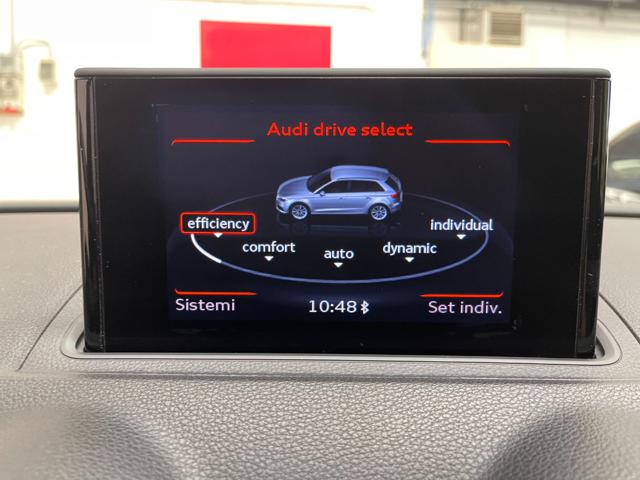 Audi drive select
efficiency
comfort
auto
dynamic
individual
Sistemi
10:48
Set indiv.